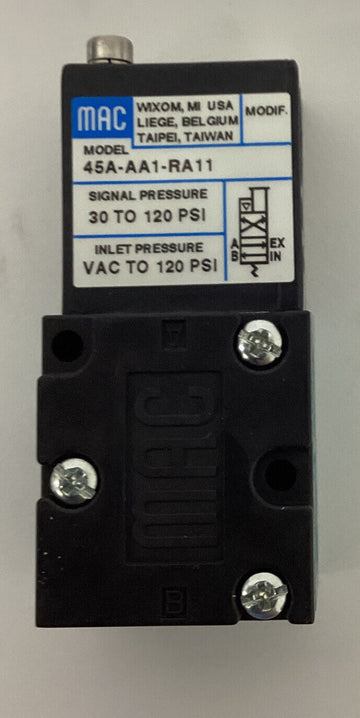 MAC
WIXOM, MI USA
LIEGE, BELGIUM
TAIPEI, TAIWAN
MODIF.
MODEL
45A-AA1-RA11
SIGNAL PRESSURE
30 TO 120 PSI
INLET PRESSURE
VAC TO 120 PSI
A EX
B IN
A
MAC
B